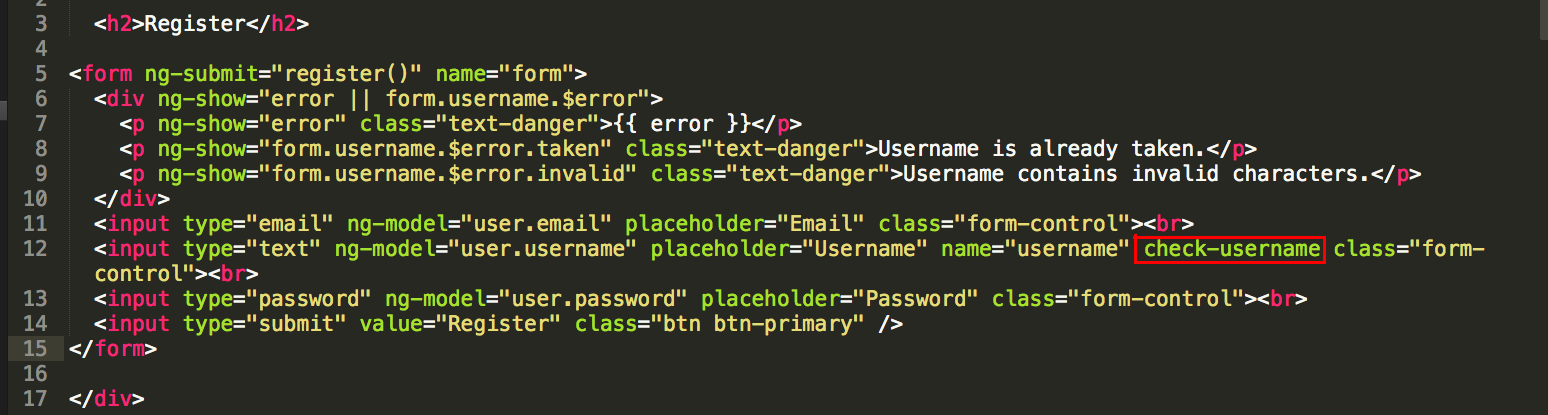 3 <h2>Register</h2>
4
5 <form ng-submit="register()" name="form">
6 <div ng-show="error || form.username.$error">
7 <p ng-show="error" class="text-danger">{{ error }}</p>
8 <p ng-show="form.username.$error.taken" class="text-danger">Username is already taken.</p>
9 <p ng-show="form.username.$error.invalid" class="text-danger">Username contains invalid characters.</p>
10 </div>
11 <input type="email" ng-model="user.email" placeholder="Email" class="form-control"><br>
12 <input type="text" ng-model="user.username" placeholder="Username" name="username" check-username class="form-
control"><br>
13 <input type="password" ng-model="user.password" placeholder="Password" class="form-control"><br>
14 <input type="submit" value="Register" class="btn btn-primary" />
15 </form>
16
17 </div>